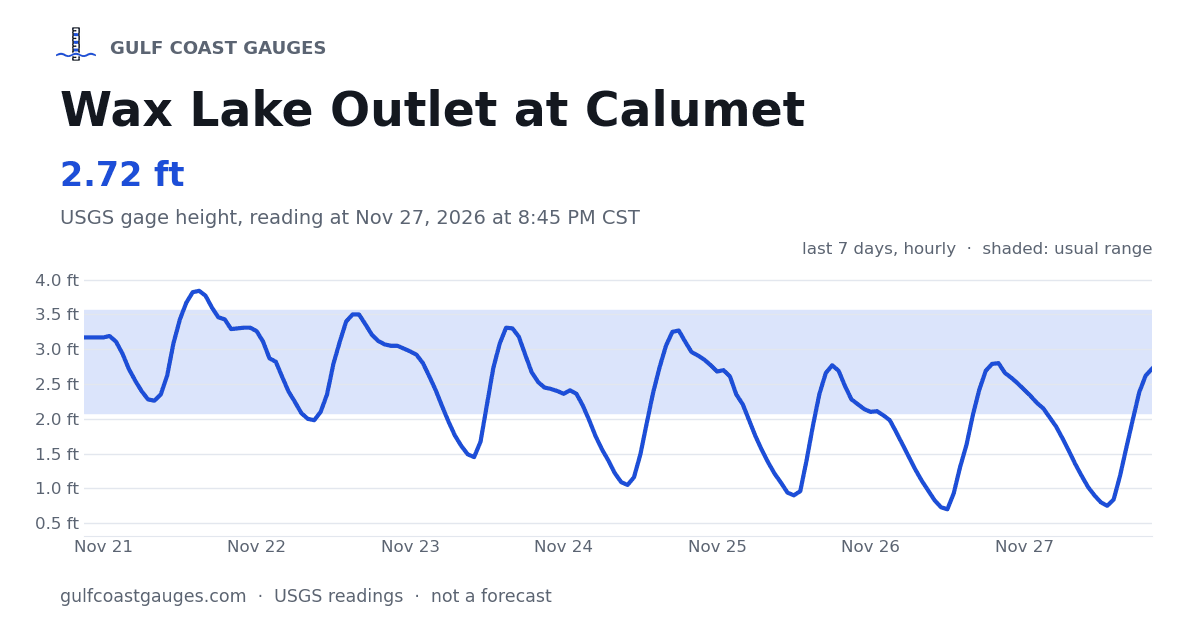 GULF COAST GAUGES
Wax Lake Outlet at Calumet
2.72 ft
USGS gage height, reading at Nov 27, 2026 at 8:45 PM CST
last 7 days, hourly · shaded: usual range
4.0 ft
3.5 ft
3.0 ft
2.5 ft
2.0 ft
1.5 ft
1.0 ft
0.5 ft
Nov 21 Nov 22 Nov 23 Nov 24 Nov 25 Nov 26 Nov 27
gulfcoastgauges.com · USGS readings · not a forecast